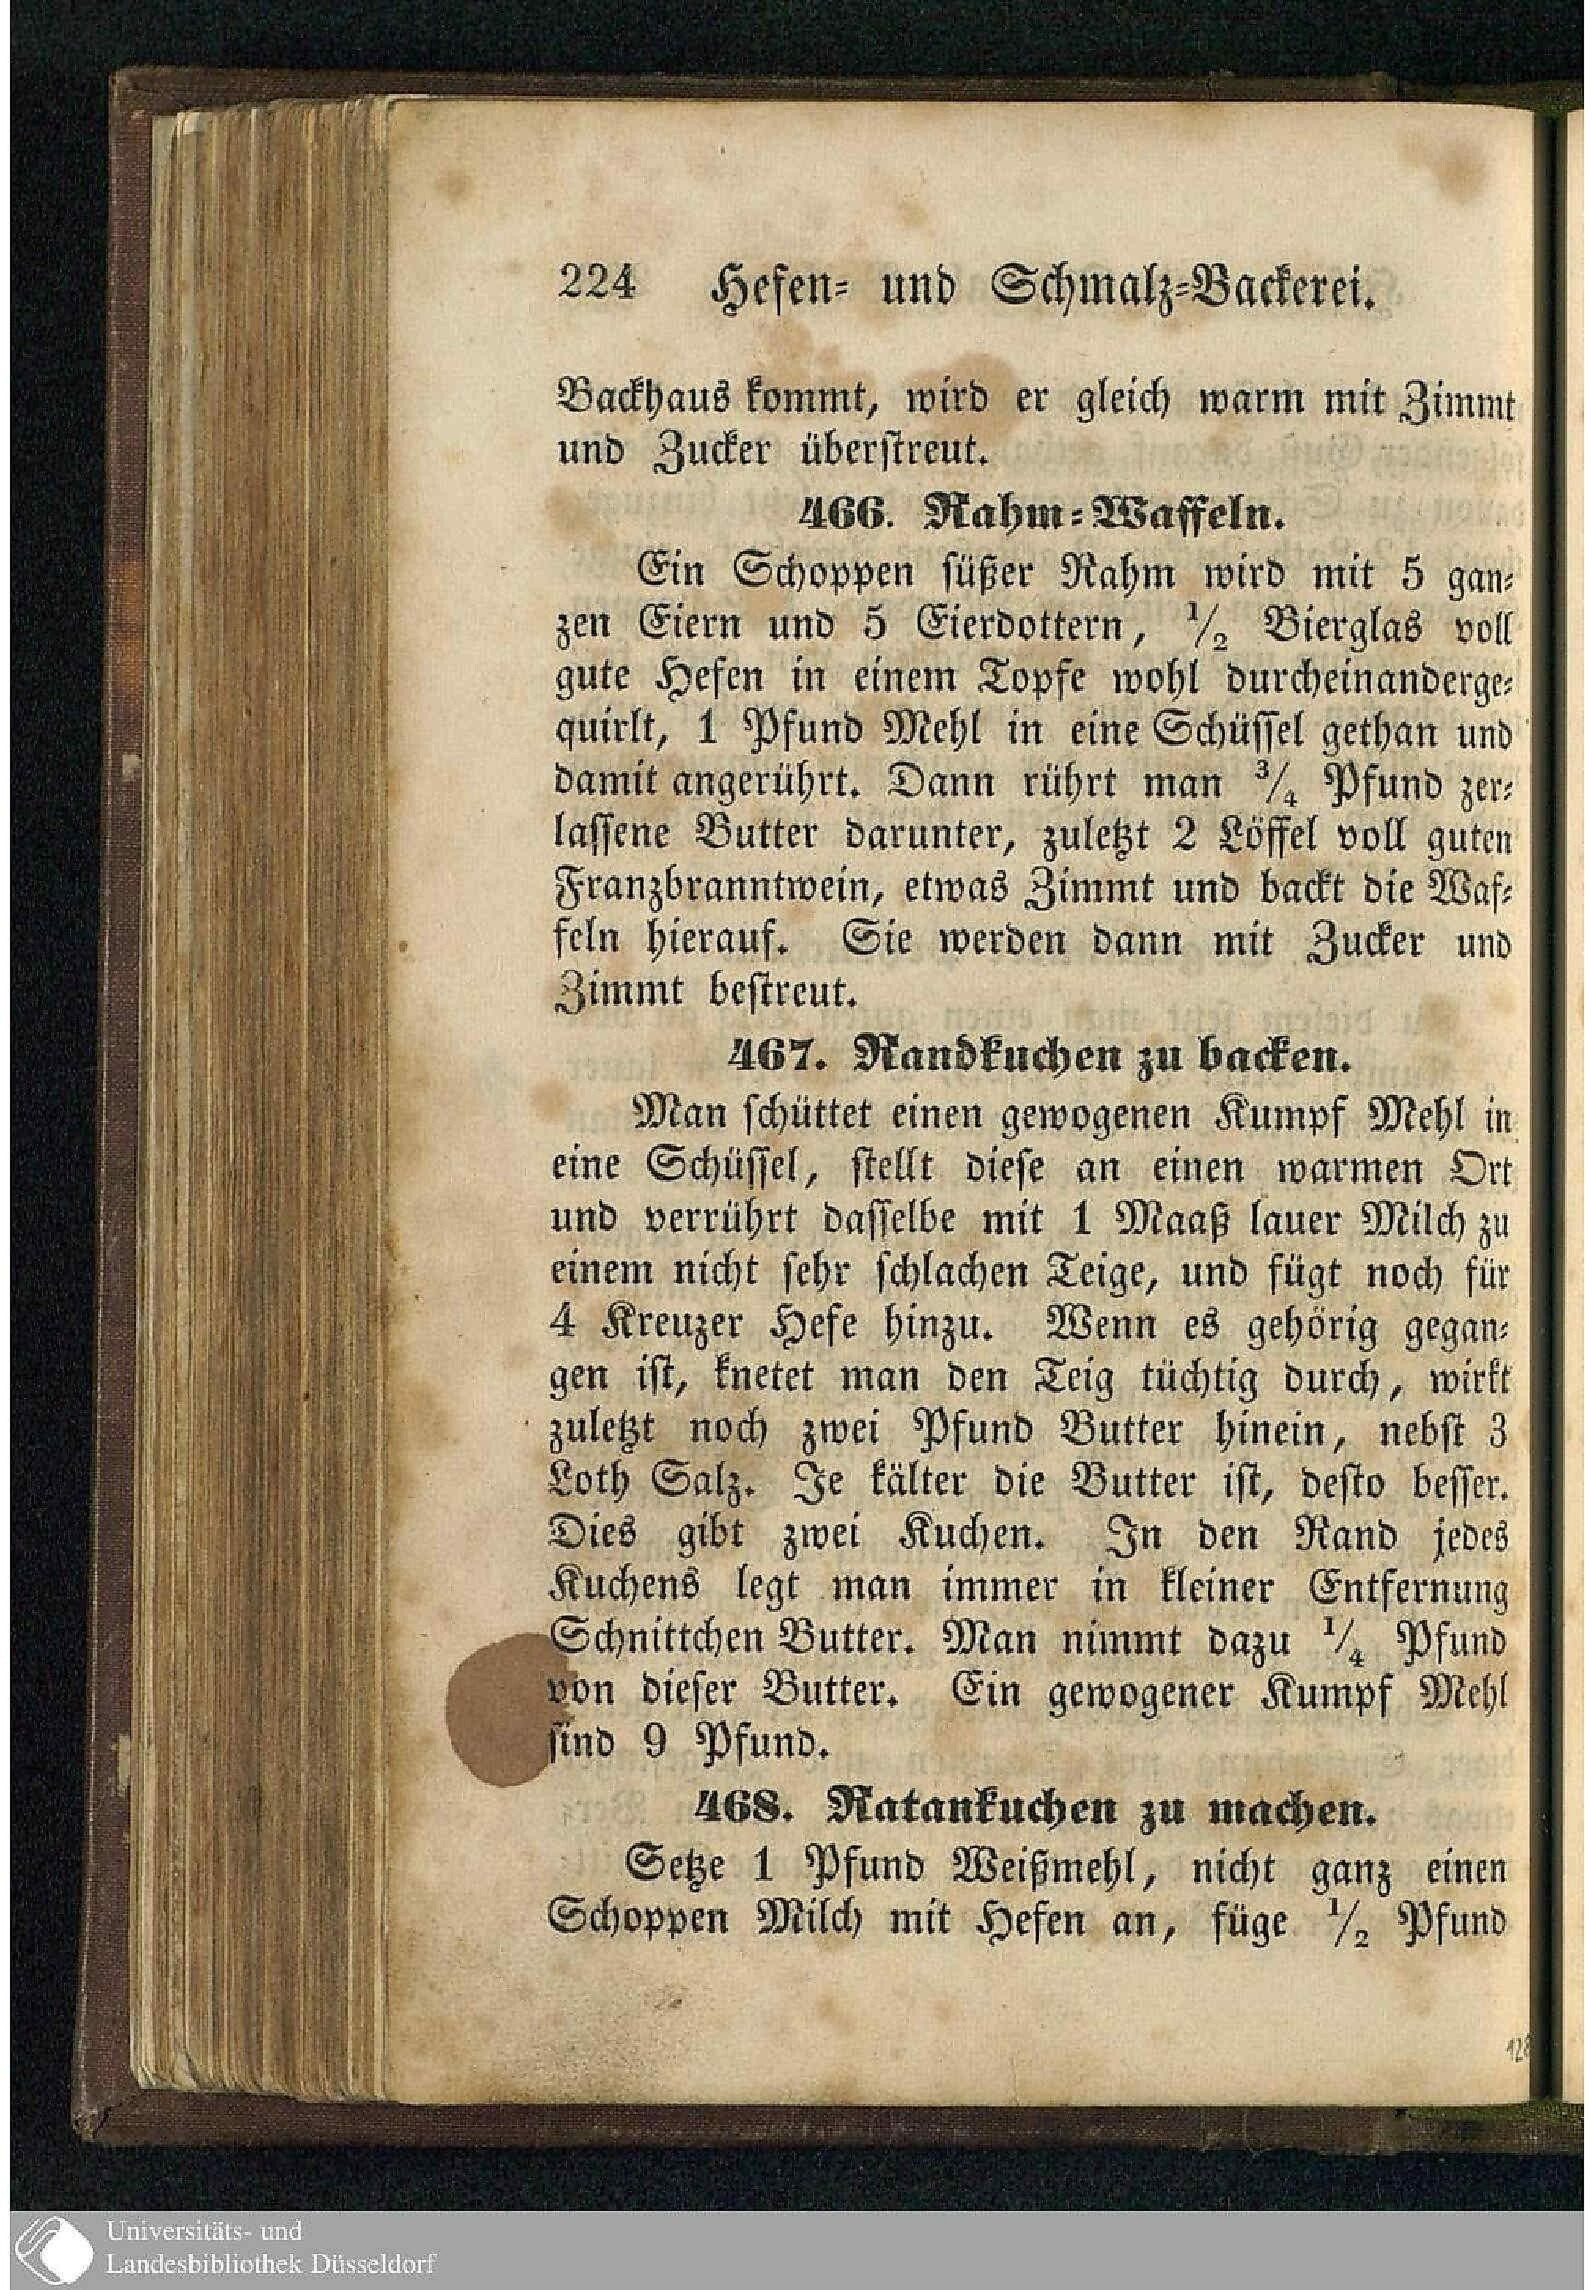 224 Hefen- und Schmalz-Backerei.
Backhaus kommt, wird er gleich warm mit Zimmt
und Zucker überstreut.
466. Rahm-Waffeln.
Ein Schoppen süßer Rahm wird mit 5 gan-
zen Eiern und 5 Eierdottern, 1/2 Bierglas voll
gute Hefen in einem Topfe wohl durcheinanderge-
quirlt, 1 Pfund Mehl in eine Schüssel gethan und
damit angerührt. Dann rührt man 3/4 Pfund zer-
lassene Butter darunter, zuletzt 2 Löffel voll guten
Franzbranntwein, etwas Zimmt und backt die Waf-
feln hierauf. Sie werden dann mit Zucker und
Zimmt bestreut.
467. Randkuchen zu backen.
Man schüttet einen gewogenen Kumpf Mehl in
eine Schüssel, stellt diese an einen warmen Ort
und verrührt dasselbe mit 1 Maaß lauer Milch zu
einem nicht sehr schlachen Teige, und fügt noch für
4 Kreuzer Hefe hinzu. Wenn es gehörig gegan-
gen ist, knetet man den Teig tüchtig durch, wirkt
zuletzt noch zwei Pfund Butter hinein, nebst 3
Loth Salz. Je kälter die Butter ist, desto besser.
Dies gibt zwei Kuchen. In den Rand jedes
Kuchens legt man immer in kleiner Entfernung
Schnittchen Butter. Man nimmt dazu 1/4 Pfund
von dieser Butter. Ein gewogener Kumpf Mehl
sind 9 Pfund.
468. Ratankuchen zu machen.
Setze 1 Pfund Weißmehl, nicht ganz einen
Schoppen Milch mit Hefen an, füge 1/2 Pfund
Universitäts- und
Landesbibliothek Düsseldorf